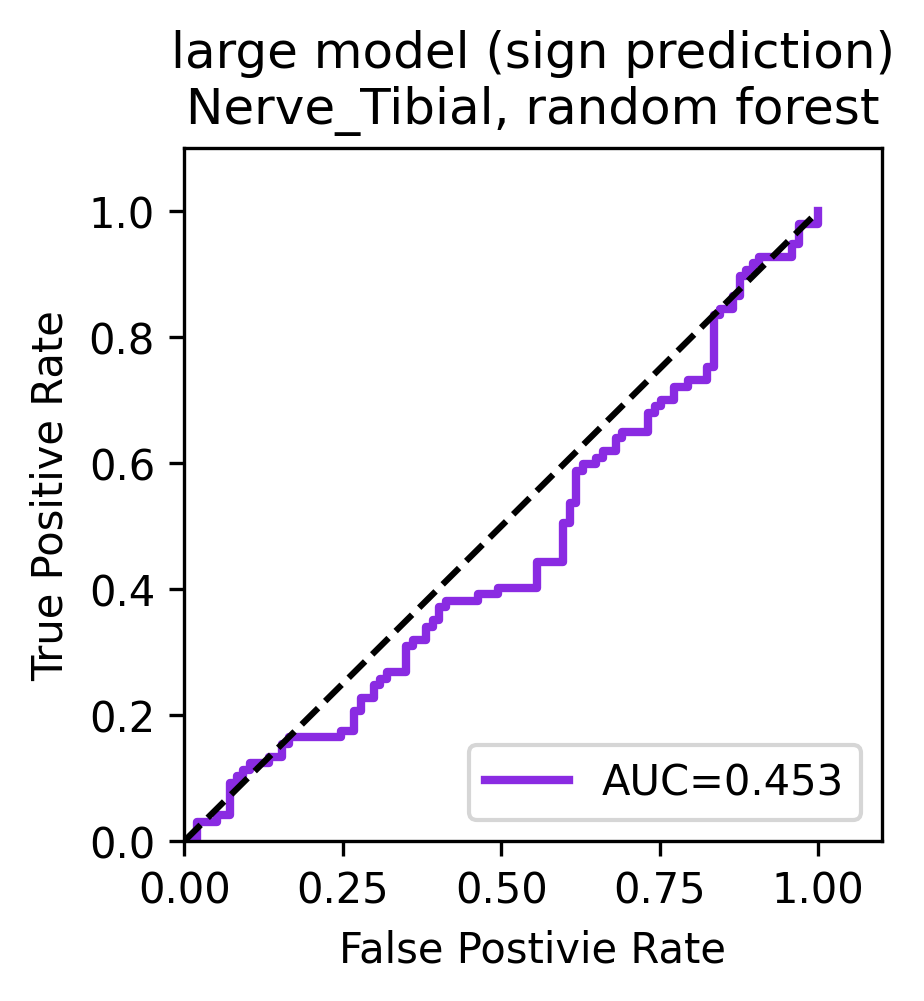 large model (sign prediction)
Nerve_Tibial, random forest
1.0
0.8
0.6
0.4
0.2
0.0
True Positive Rate
AUC=0.453
0.00 0.25 0.50 0.75 1.00
False Postivie Rate